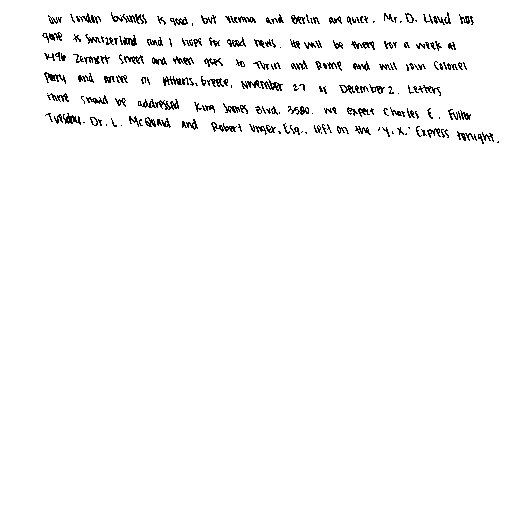 Our London business is good, but Vienna and Berlin are quiet. Mr. D. Lloyd has
gone to Switzerland and I hope for good news. He will be there for a week at
1496 Zermott Street and then goes to Turin and Rome and will join Colonel
Parry and arrive in Athens, Greece, November 27 or December 2. Letters
there should be addressed King James Blvd. 3580. We expect Charles E. Fuller
Tuesday. Dr. L. McQuaid and Robert Unger, Esq., left on the "Y.X." Express tonight.